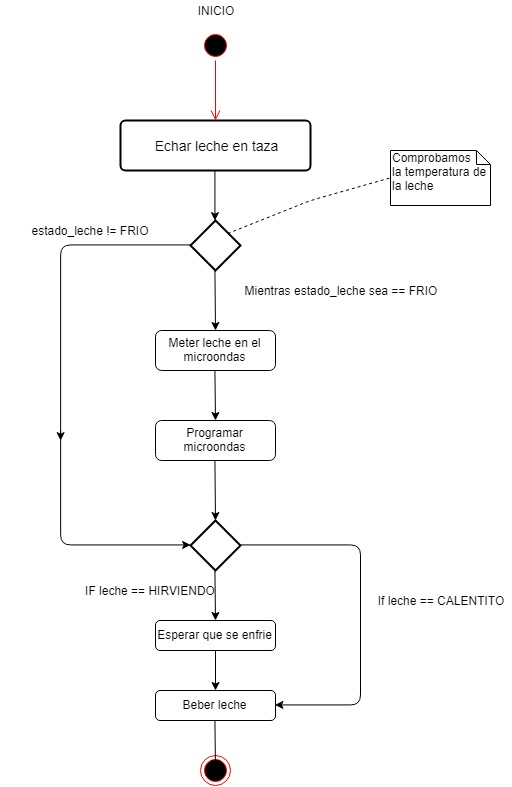 INICIO
Echar leche en taza
Comprobamos
la temperatura de
la leche
estado_leche != FRIO
Mientras estado_leche sea == FRIO
Meter leche en el
microondas
Programar
microondas
IF leche == HIRVIENDO
If leche == CALENTITO
Esperar que se enfrie
Beber leche